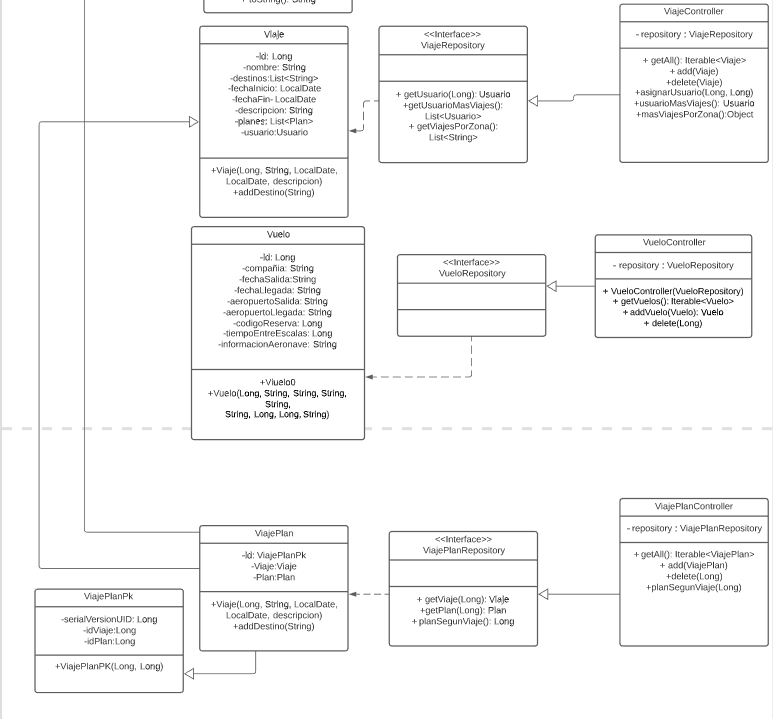 + toString(): String
Viaje
-Id: Long
-nombre: String
-destinos:List<String>
-fechaInicio: LocalDate
-fechaFin- LocalDate
-descripcion: String
-planes: List<Plan>
-usuario:Usuario
+Viaje(Long, String, LocalDate,
LocalDate, descripcion)
+addDestino(String)
<<Interface>>
ViajeRepository
+ getUsuario(Long): Usuario
+getUsuarioMasViajes():
List<Usuario>
+ getViajesPorZona():
List<String>
ViajeController
- repository : ViajeRepository
+ getAll(): Iterable<Viaje>
+ add(Viaje)
+delete(Viaje)
+asignarUsuario(Long, Long)
+usuarioMasViajes(): Usuario
+masViajesPorZona():Object
Vuelo
-Id: Long
-compañia: String
-fechaSalida:String
-fechaLlegada: String
-aeropuertoSalida: String
-aeropuertoLlegada: String
-codigoReserva: Long
-tiempoEntreEscalas: Long
-informacionAeronave: String
+Vluelo()
+Vuelo(Long, String, String, String,
String,
String, Long, Long, String)
<<Interface>>
VueloRepository
VueloController
- repository : VueloRepository
+ VueloController(VueloRepository)
+ getVuelos(): Iterable<Vuelo>
+ addVuelo(Vuelo): Vuelo
+ delete(Long)
ViajePlan
-Id: ViajePlanPk
-Viaje:Viaje
-Plan:Plan
+Viaje(Long, String, LocalDate,
LocalDate, descripcion)
+addDestino(String)
<<Interface>>
ViajePlanRepository
+ getViaje(Long): Viaje
+getPlan(Long): Plan
+planSegunViaje(): Long
ViajePlanController
- repository : ViajePlanRepository
+ getAll(): Iterable<ViajePlan>
+ add(ViajePlan)
+delete(Long)
+planSegunViaje(Long)
ViajePlanPk
-serialVersionUID: Long
-idViaje:Long
-idPlan:Long
+ViajePlanPK(Long, Long)